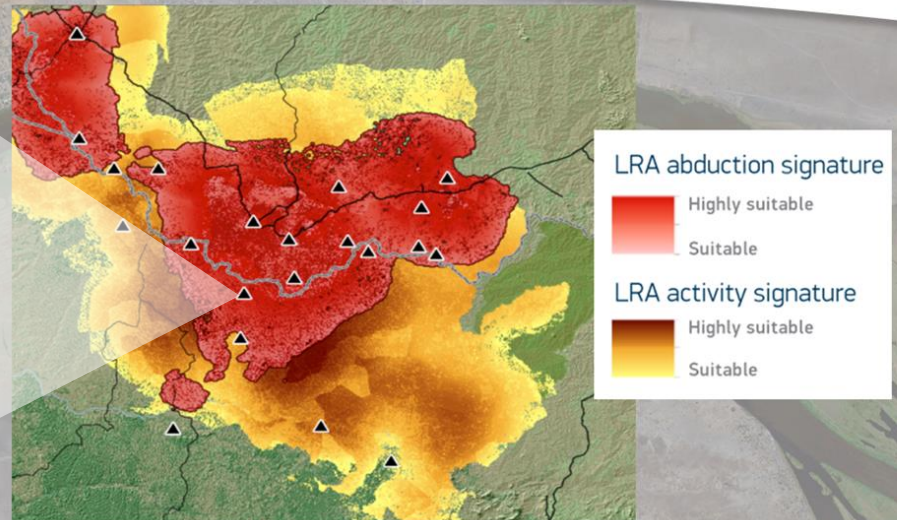 LRA abduction signature
Highly suitable
Suitable
LRA activity signature
Highly suitable
Suitable